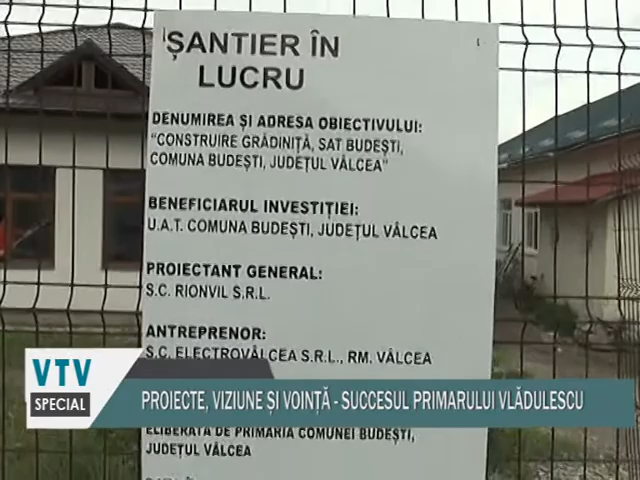 ȘANTIER ÎN
LUCRU
DENUMIREA ȘI ADRESA OBIECTIVULUI:
"CONSTRUIRE GRĂDINIȚĂ, SAT BUDEȘTI,
COMUNA BUDEȘTI, JUDEȚUL VÂLCEA"
BENEFICIARUL INVESTIȚIEI:
U.A.T. COMUNA BUDEȘTI, JUDEȚUL VÂLCEA
PROIECTANT GENERAL:
S.C. RIONVIL S.R.L.
ANTREPRENOR:
S.C. ELECTROVÂLCEA S.R.L., RM. VÂLCEA
VTV
SPECIAL
PROIECTE, VIZIUNE ȘI VOINȚĂ - SUCCESUL PRIMARULUI VLĂDULESCU
ELIBERATĂ DE PRIMĂRIA COMUNEI BUDEȘTI,
JUDEȚUL VÂLCEA